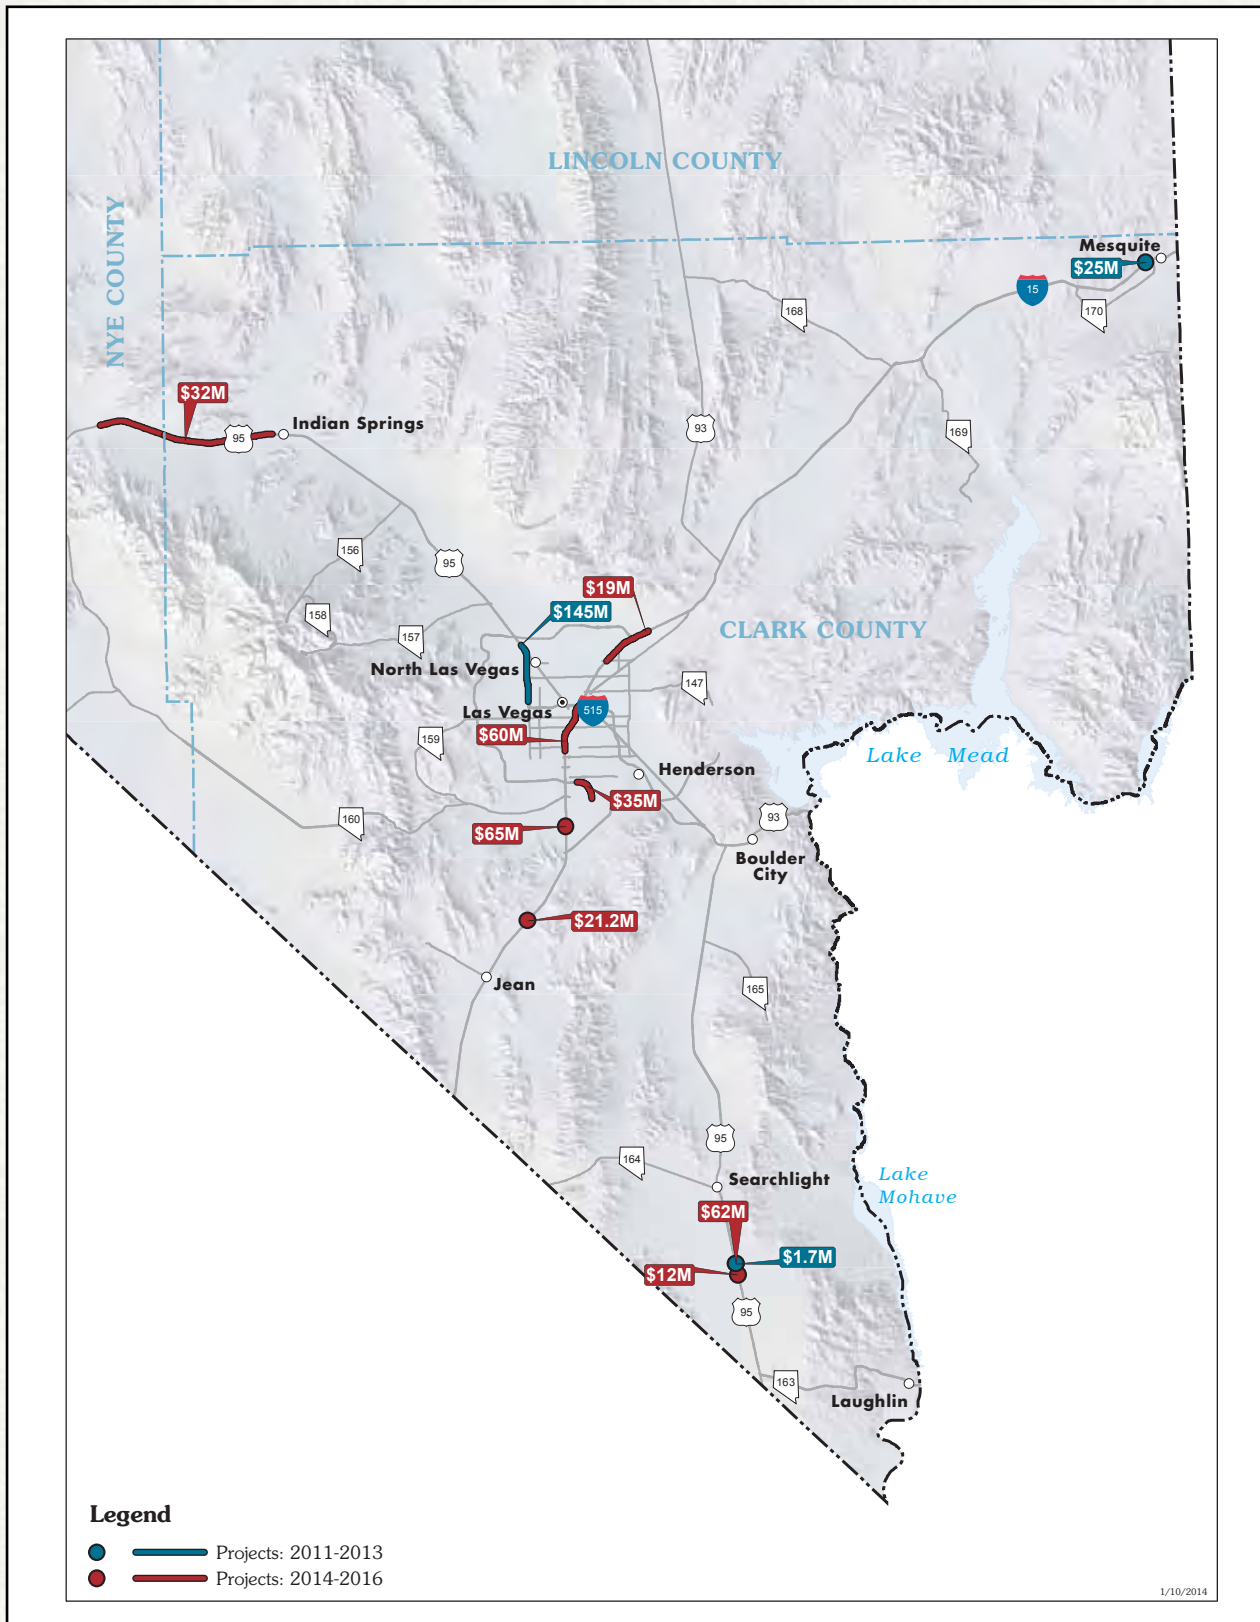 LINCOLN COUNTY
NYE COUNTY
Mesquite
$25M
15
168
170
$32M
Indian Springs
95
93
169
156
95
158
157
$19M
$145M
CLARK COUNTY
North Las Vegas
147
Las Vegas
515
$60M
159
Lake Mead
Henderson
$35M
160
$65M
93
Boulder
City
$21.2M
Jean
165
95
164
Searchlight
Lake
Mohave
$62M
$1.7M
$12M
95
163
Laughlin
Legend
Projects: 2011-2013
Projects: 2014-2016
1/10/2014